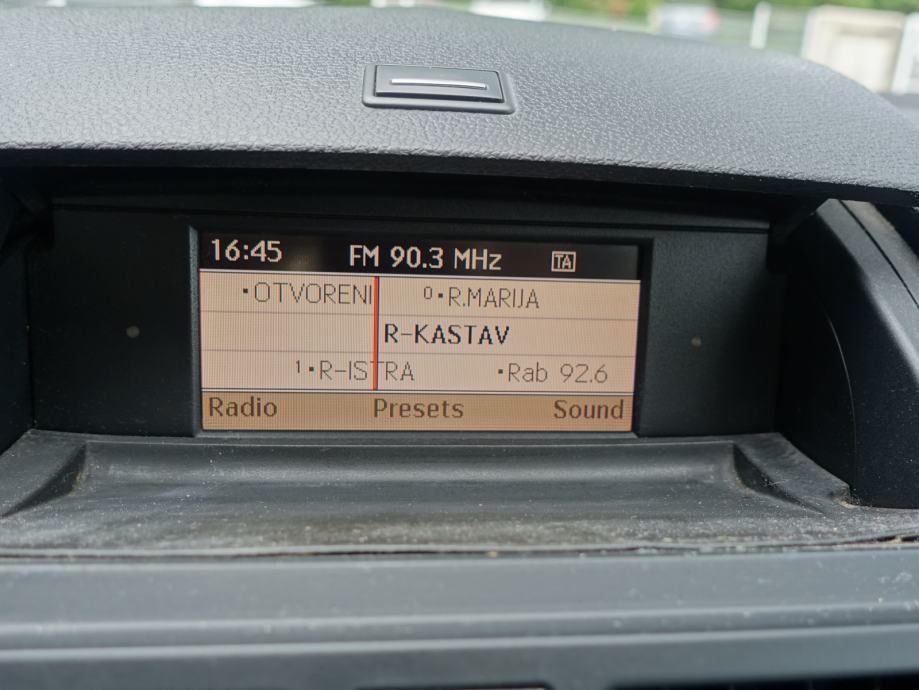 16:45 FM 90.3 MHz TA
•OTVORENI 0•R.MARIJA
R-KASTAV
1•R-ISTRA •Rab 92.6
Radio Presets Sound